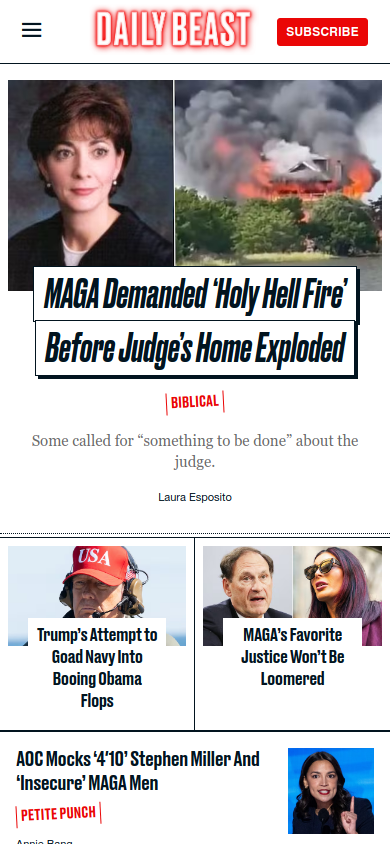 DAILY BEAST
SUBSCRIBE
MAGA Demanded ‘Holy Hell Fire’
Before Judge’s Home Exploded
BIBLICAL
Some called for “something to be done” about the
judge.
Laura Esposito
USA
Trump’s Attempt to
Goad Navy Into
Booing Obama
Flops
MAGA’s Favorite
Justice Won’t Be
Loomered
AOC Mocks ‘4’10’ Stephen Miller And
‘Insecure’ MAGA Men
PETITE PUNCH